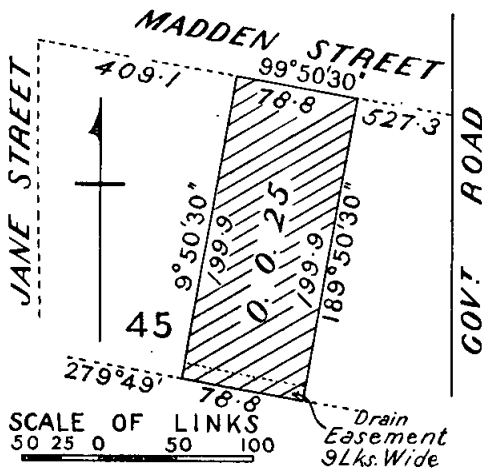 MADDEN STREET
409·1
99°50'30"
78·8
527·3
JANE STREET
GOVT ROAD
9°50'30"
199·9
0. 0. 25
199·9
189°50'30"
45
279°49'
78·8
Drain
Easement
9Lks. Wide
SCALE OF LINKS
50 25 0 50 100